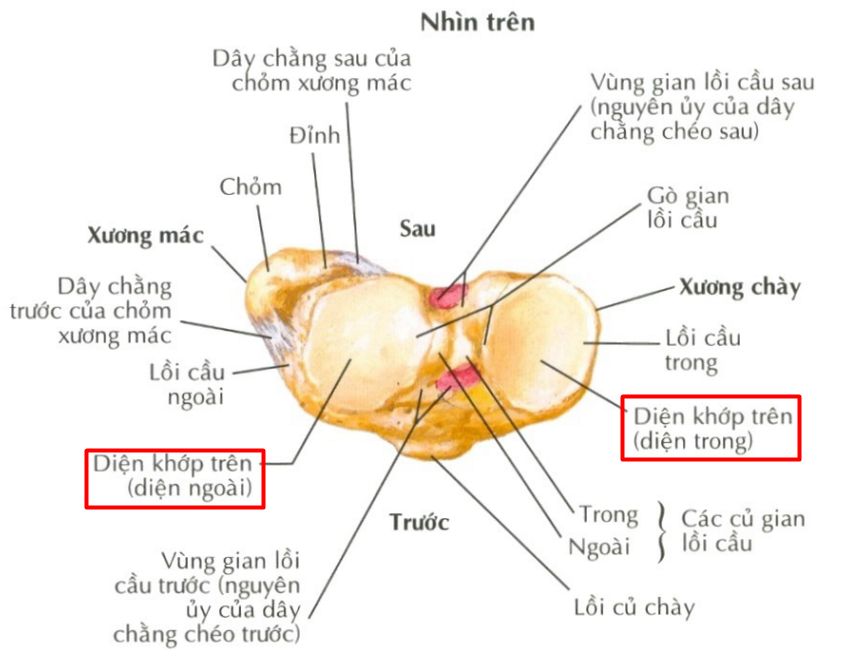 Nhìn trên
Dây chằng sau của
chỏm xương mác
Vùng gian lồi cầu sau
(nguyên ủy của dây
chằng chéo sau)
Đỉnh
Chỏm
Gò gian
lồi cầu
Xương mác
Sau
Dây chằng
trước của chỏm
xương mác
Xương chày
Lồi cầu
trong
Lồi cầu
ngoài
Diện khớp trên
(diện trong)
Diện khớp trên
(diện ngoài)
Trước
Trong
Ngoài
Các củ gian
lồi cầu
Vùng gian lồi
cầu trước (nguyên
ủy của dây
chằng chéo trước)
Lồi củ chày